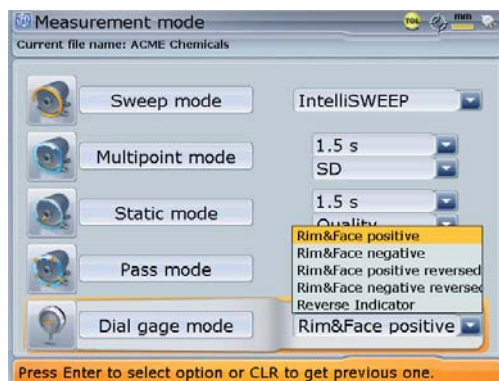 Measurement mode
TOL
mm
Current file name: ACME Chemicals
Sweep mode
IntelliSWEEP
Multipoint mode
1.5 s
SD
Static mode
1.5 s
Quality
Pass mode
Rim&Face positive
Rim&Face negative
Rim&Face positive reversed
Rim&Face negative reversed
Reverse Indicator
Dial gage mode
Rim&Face positive
Press Enter to select option or CLR to get previous one.